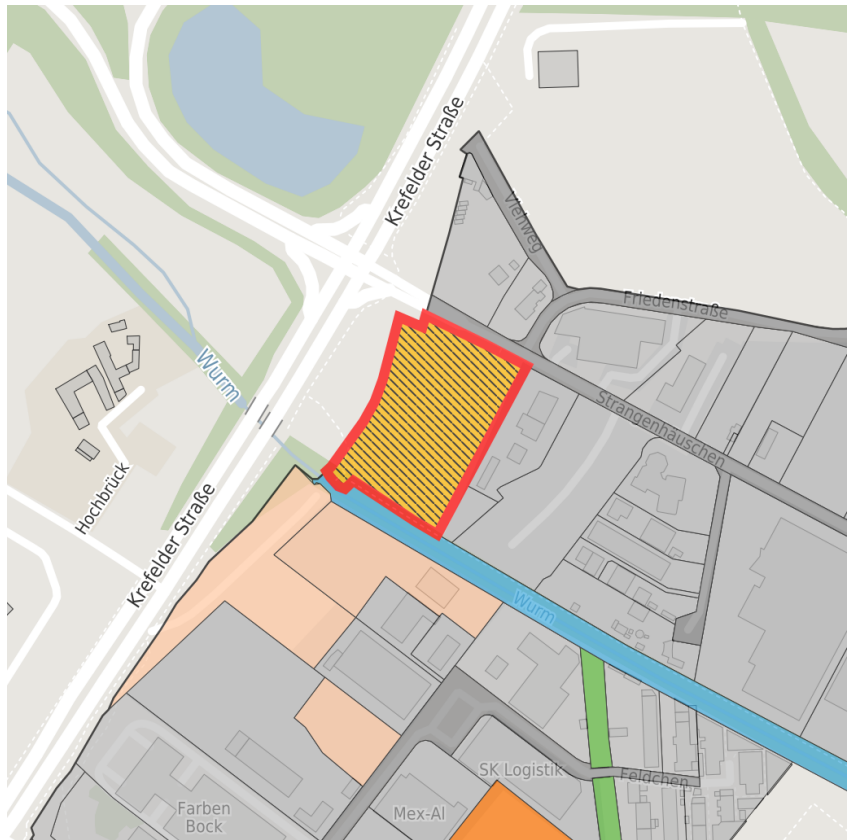 Krefelder Straße
Viehweg
Friedenstraße
Wurm
Strangenhäuschen
Hochbrück
Krefelder Straße
Wurm
SK Logistik
Feldchen
Farben
Bock
Mex-Al